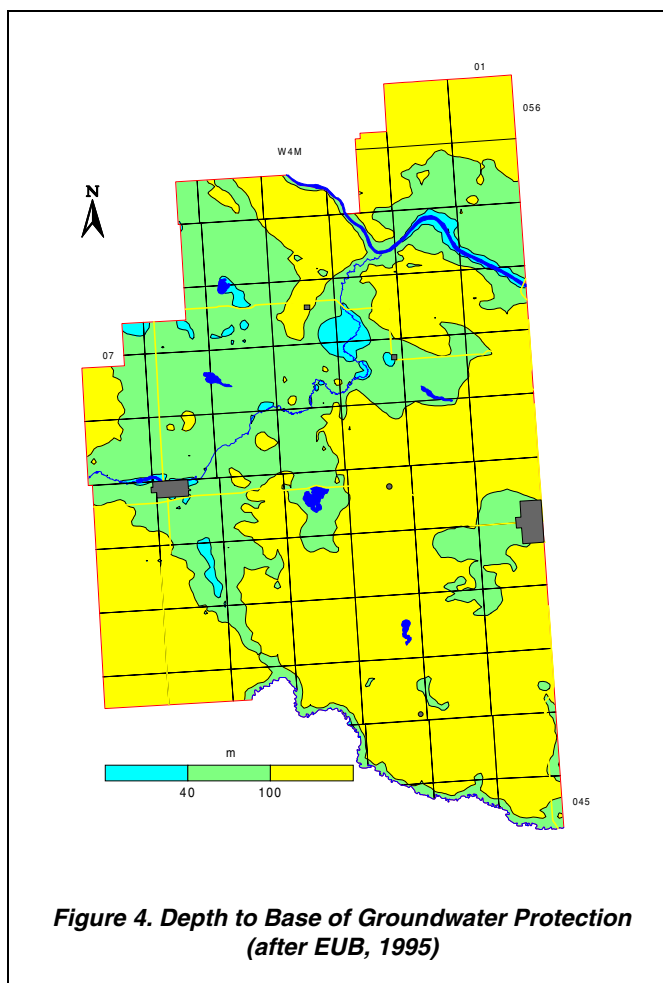 01
056
W4M
N
07
m
40 100
045
Figure 4. Depth to Base of Groundwater Protection
(after EUB, 1995)